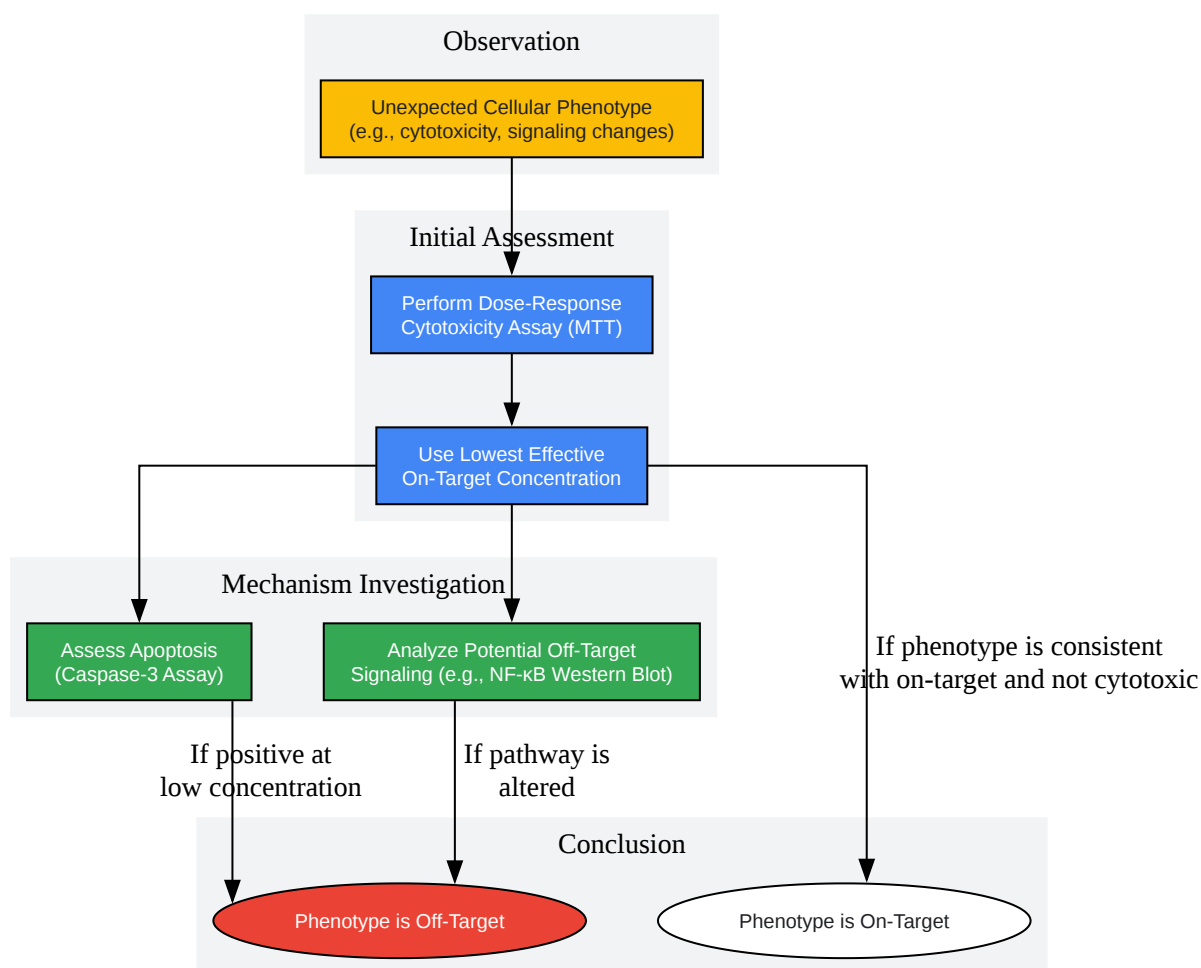 Observation
Unexpected Cellular Phenotype
(e.g., cytotoxicity, signaling changes)
Initial Assessment
Perform Dose-Response
Cytotoxicity Assay (MTT)
Use Lowest Effective
On-Target Concentration
Mechanism Investigation
Assess Apoptosis
(Caspase-3 Assay)
Analyze Potential Off-Target
Signaling (e.g., NF-κB Western Blot)
If phenotype is consistent
with on-target and not cytotoxic
If positive at
low concentration
If pathway is
altered
Conclusion
Phenotype is Off-Target
Phenotype is On-Target